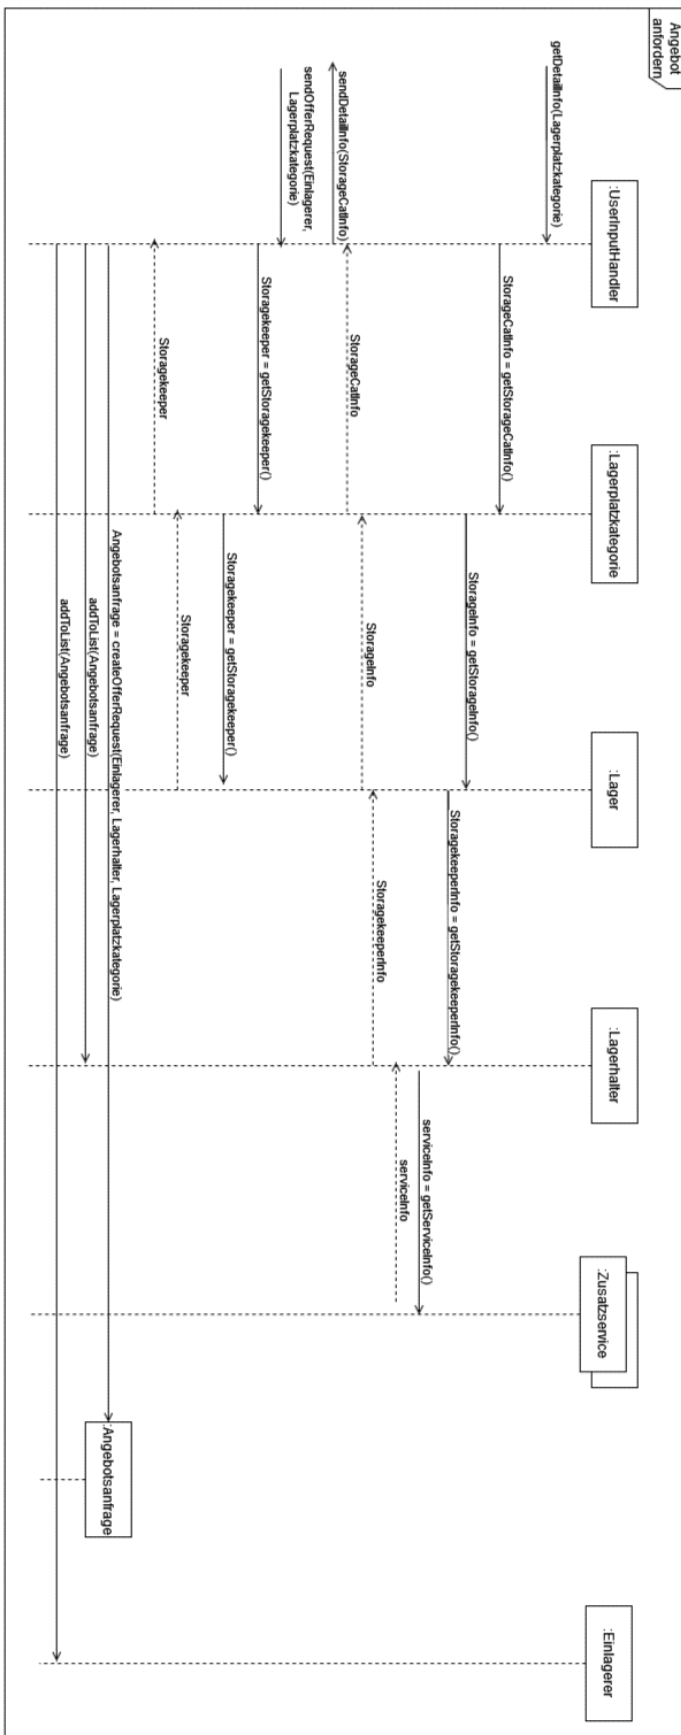 Angebot
anfordern
:UserInputHandler
:Lagerplatzkategorie
:Lager
:Lagerhalter
:Zusatzservice
:Einlagerer
getDetailInfo(Lagerplatzkategorie)
StorageCatInfo = getStorageCatInfo()
StorageInfo = getStorageInfo()
StoragekeeperInfo = getStoragekeeperInfo()
serviceInfo = getServiceInfo()
serviceInfo
StoragekeeperInfo
StorageInfo
StorageCatInfo
sendDetailInfo(StorageCatInfo)
sendOfferRequest(Einlagerer,
Lagerplatzkategorie)
Storagekeeper = getStoragekeeper()
Storagekeeper = getStoragekeeper()
Storagekeeper
Storagekeeper
Angebotsanfrage = createOfferRequest(Einlagerer, Lagerhalter, Lagerplatzkategorie)
:Angebotsanfrage
addToList(Angebotsanfrage)
addToList(Angebotsanfrage)